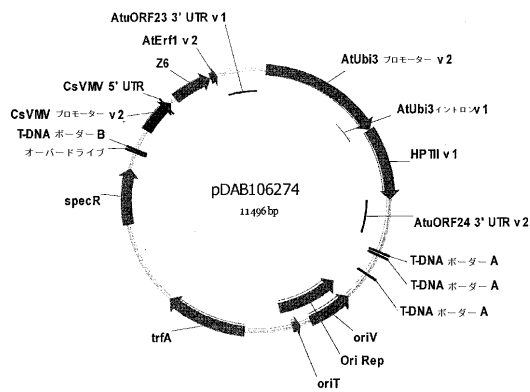 AtuORF23 3' UTR v 1
AtErf1 v 2
Z6
CsVMV 5' UTR
CsVMV プロモーター v 2
T-DNA ボーダー B
オーバードライブ
specR
trfA
oriT
Ori Rep
oriV
T-DNA ボーダー A
T-DNA ボーダー A
T-DNA ボーダー A
AtuORF24 3' UTR v 2
HPTII v 1
AtUbi3 イントロン v 1
AtUbi3 プロモーター v 2
pDAB106274
11496 bp